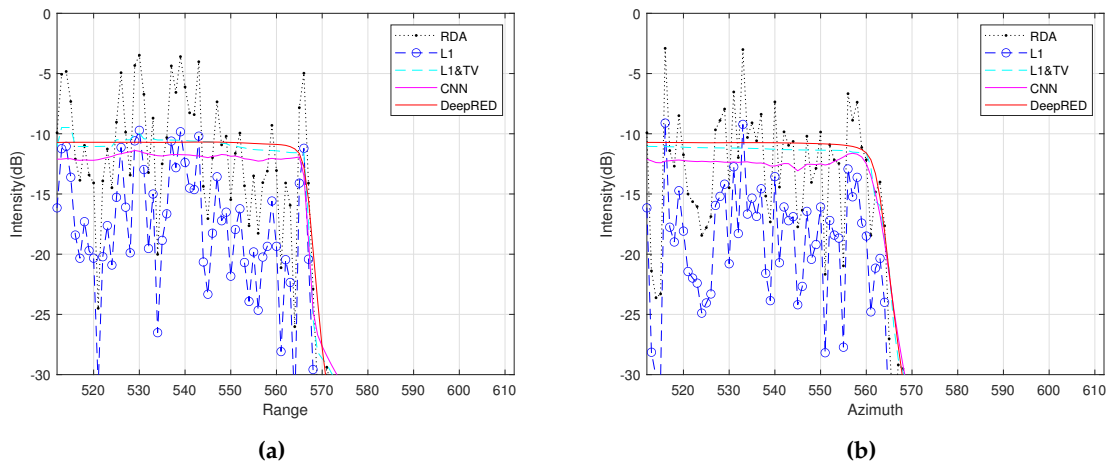 0
-5
-10
-15
-20
-25
-30
Intensity(dB)
520 530 540 550 560 570 580 590 600 610
Range
RDA
L1
L1&TV
CNN
DeepRED
(a)
0
-5
-10
-15
-20
-25
-30
Intensity(dB)
520 530 540 550 560 570 580 590 600 610
Azimuth
RDA
L1
L1&TV
CNN
DeepRED
(b)